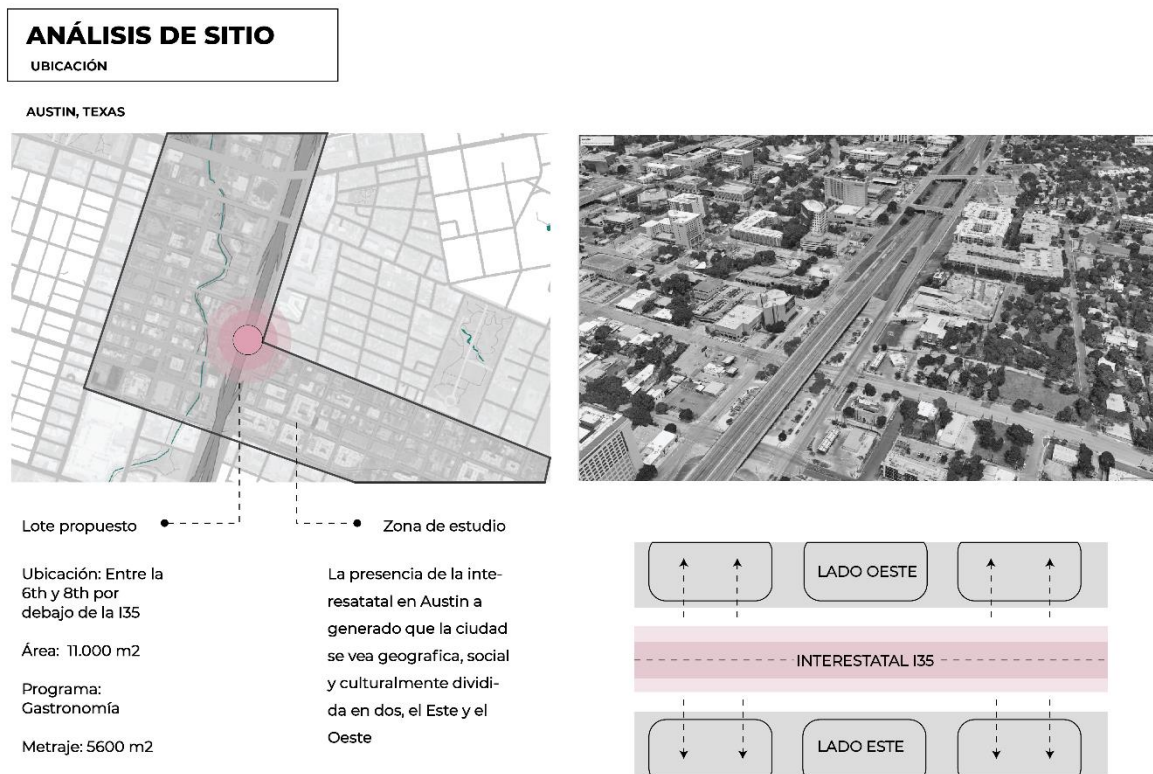 ANÁLISIS DE SITIO
UBICACIÓN
AUSTIN, TEXAS
Lote propuesto
Ubicación: Entre la
6th y 8th por
debajo de la I35
Área: 11.000 m2
Programa:
Gastronomía
Metraje: 5600 m2
Zona de estudio
La presencia de la inte-
resatatal en Austin a
generado que la ciudad
se vea geografica, social
y culturalmente dividi-
da en dos, el Este y el
Oeste
LADO OESTE
INTERESTATAL I35
LADO ESTE